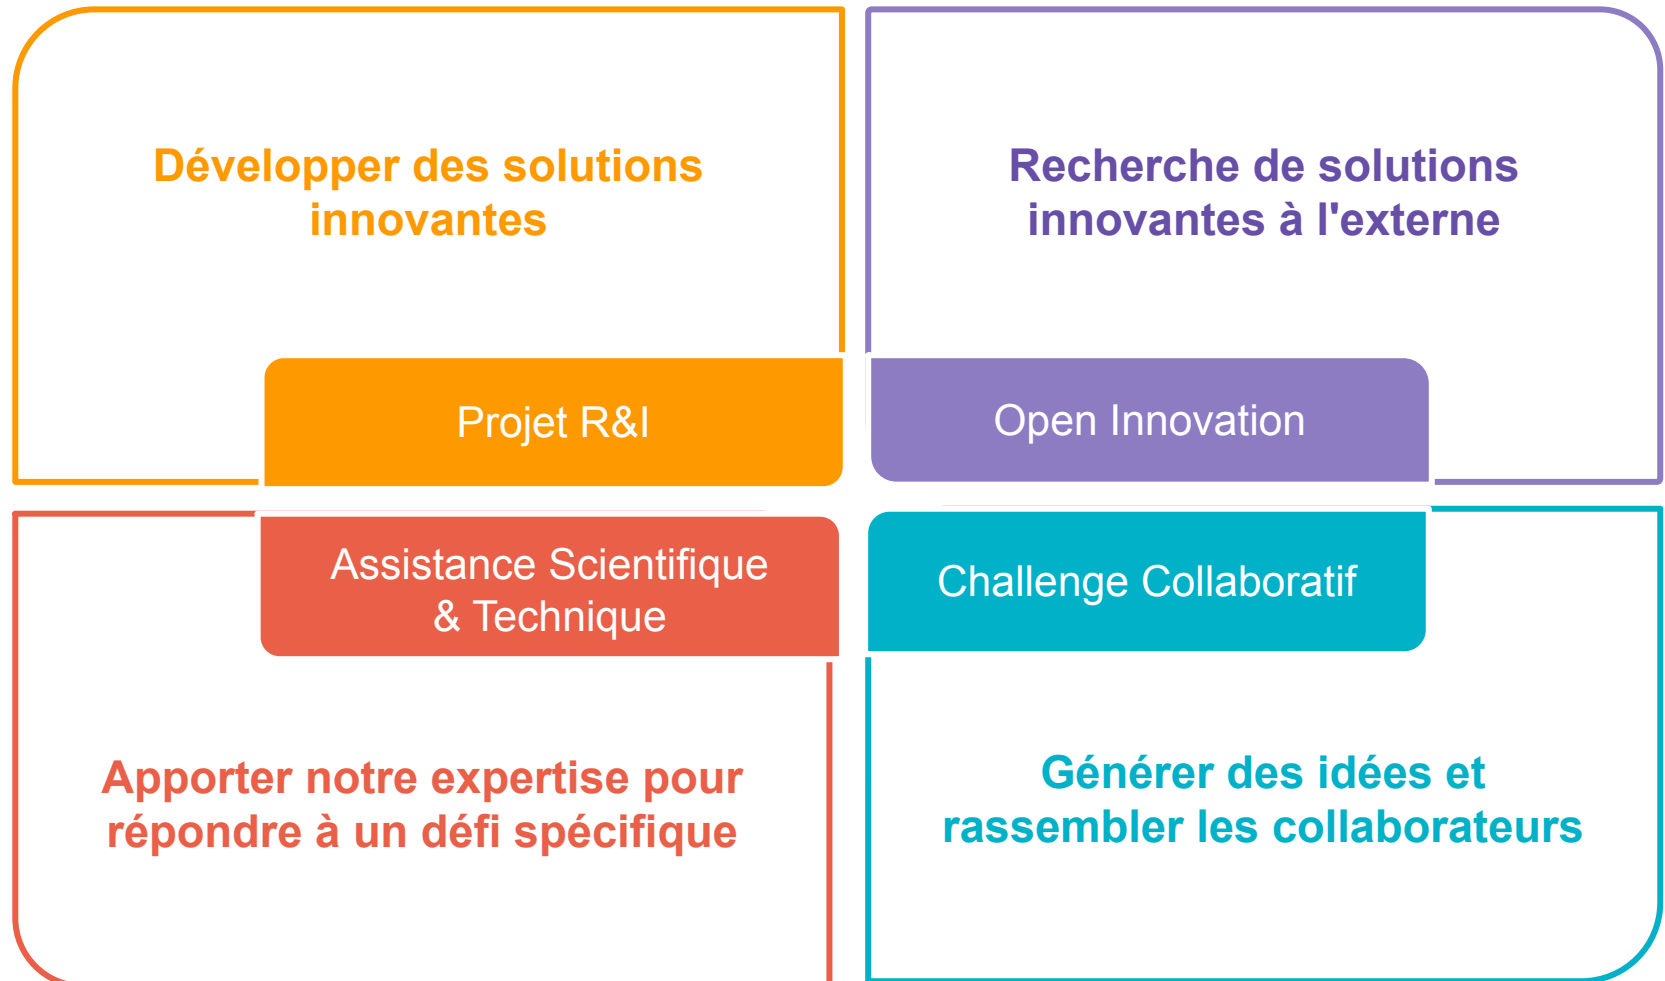 Développer des solutions
innovantes
Projet R&I
Recherche de solutions
innovantes à l'externe
Open Innovation
Assistance Scientifique
& Technique
Apporter notre expertise pour
répondre à un défi spécifique
Challenge Collaboratif
Générer des idées et
rassembler les collaborateurs